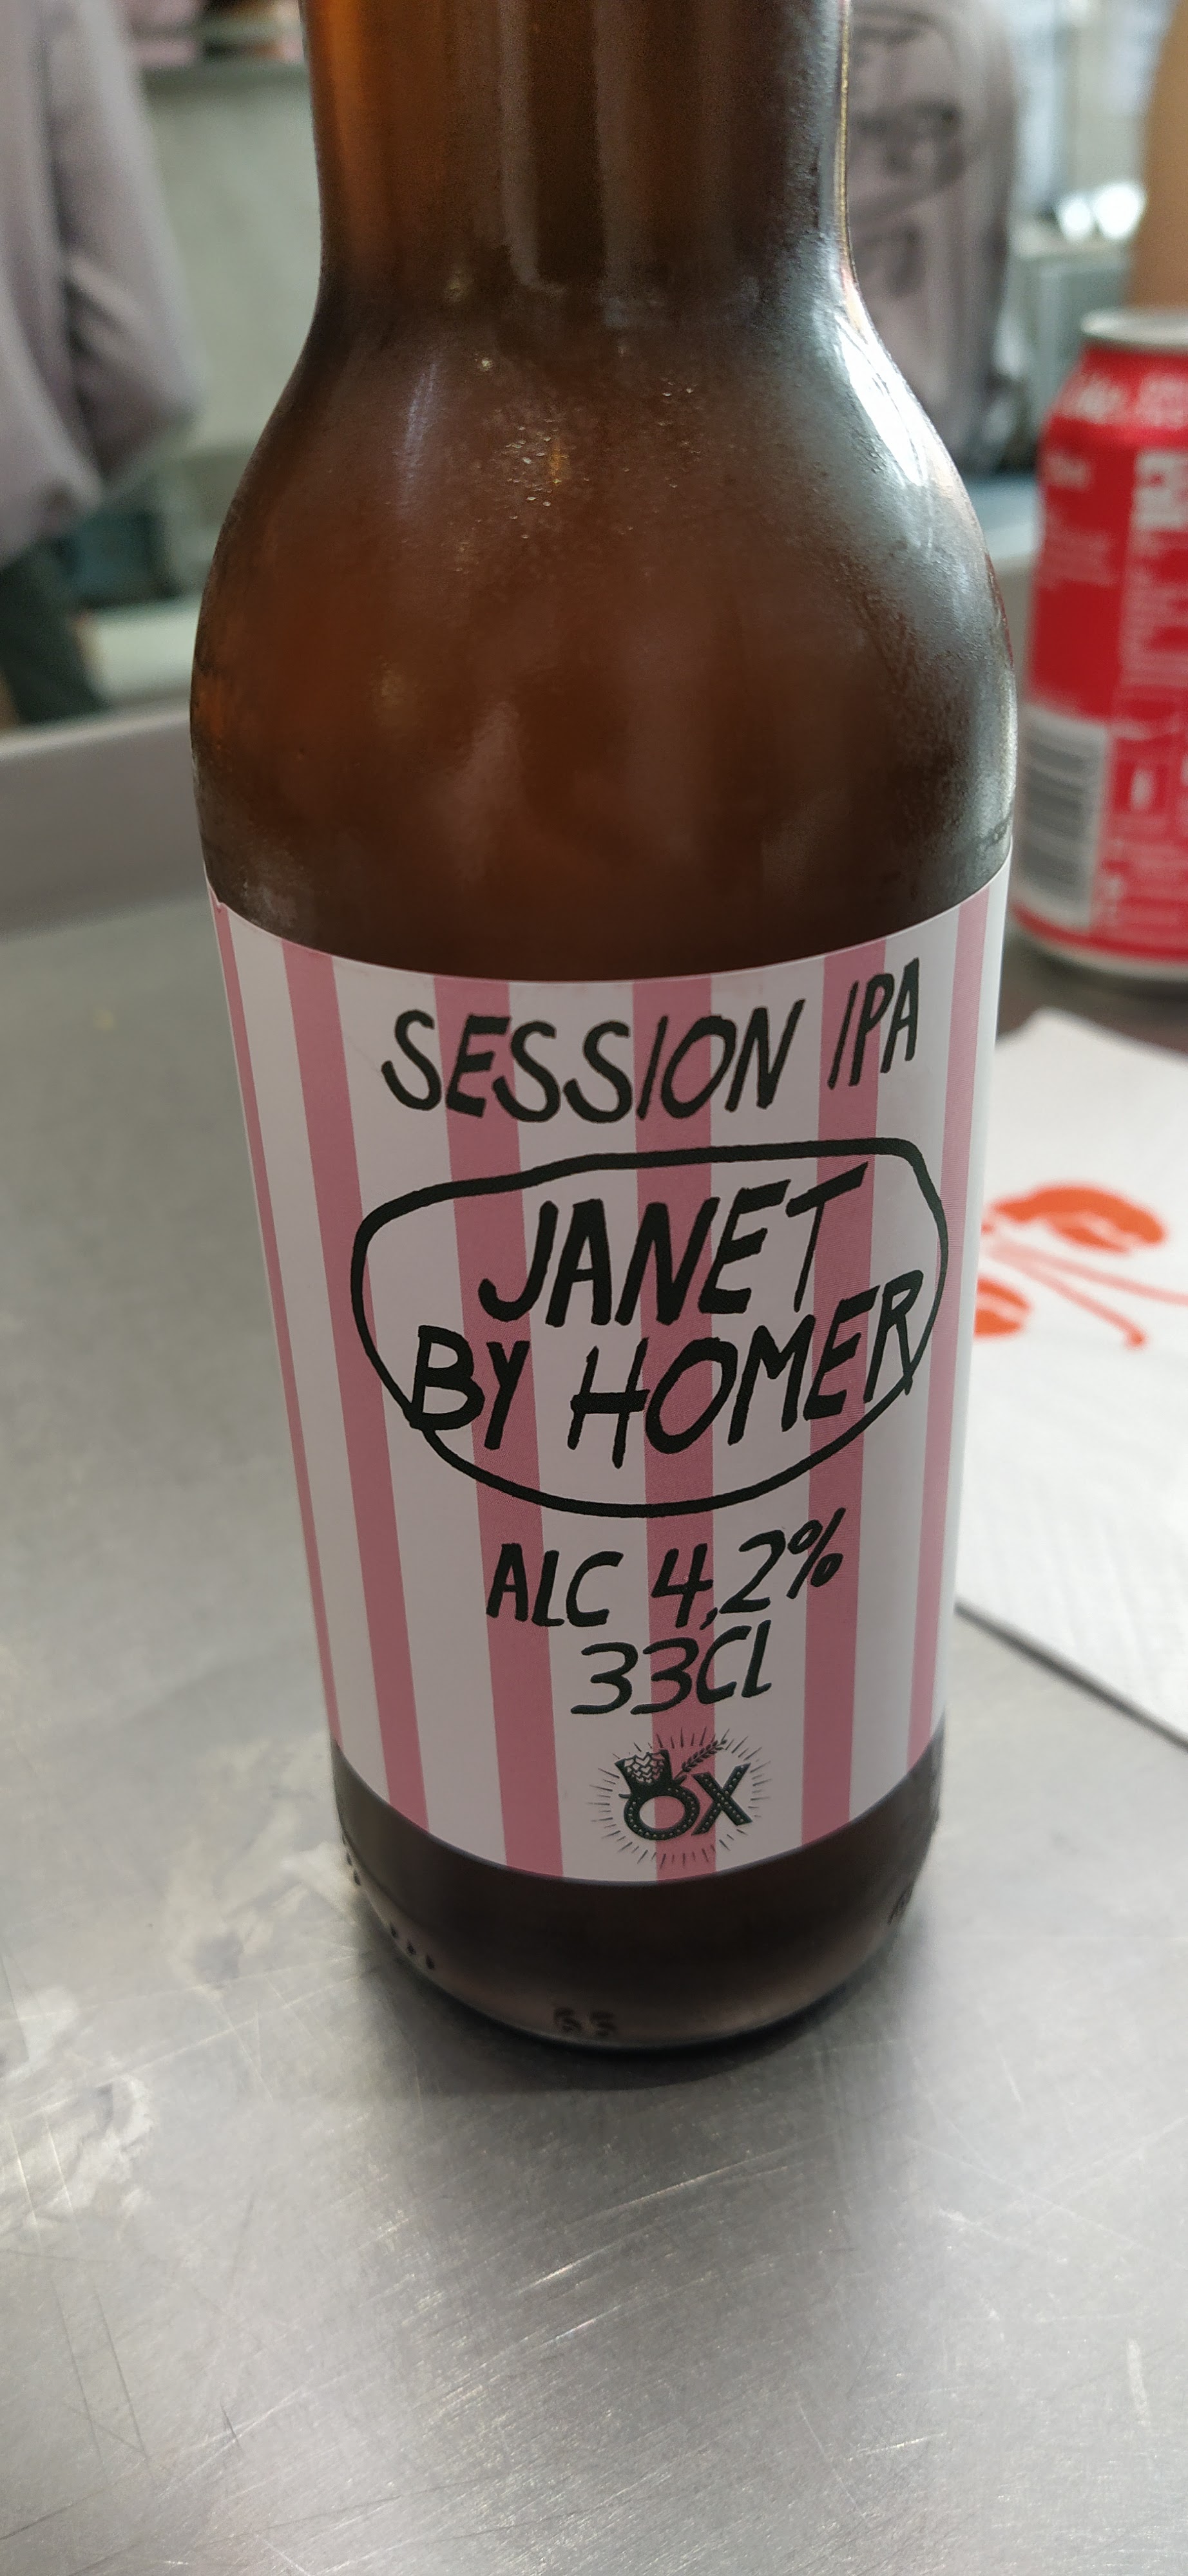 SESSION IPA
JANET
BY HOMER
ALC 4,2%
33CL
OX